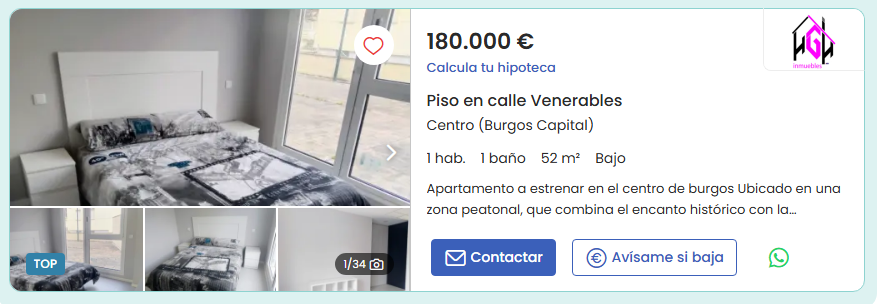 TOP
1/34
180.000 €
Calcula tu hipoteca
HGH
inmuebles
Piso en calle Venerables
Centro (Burgos Capital)
1 hab. 1 baño 52 m² Bajo
Apartamento a estrenar en el centro de burgos Ubicado en una
zona peatonal, que combina el encanto histórico con la...
Contactar
€ Avísame si baja